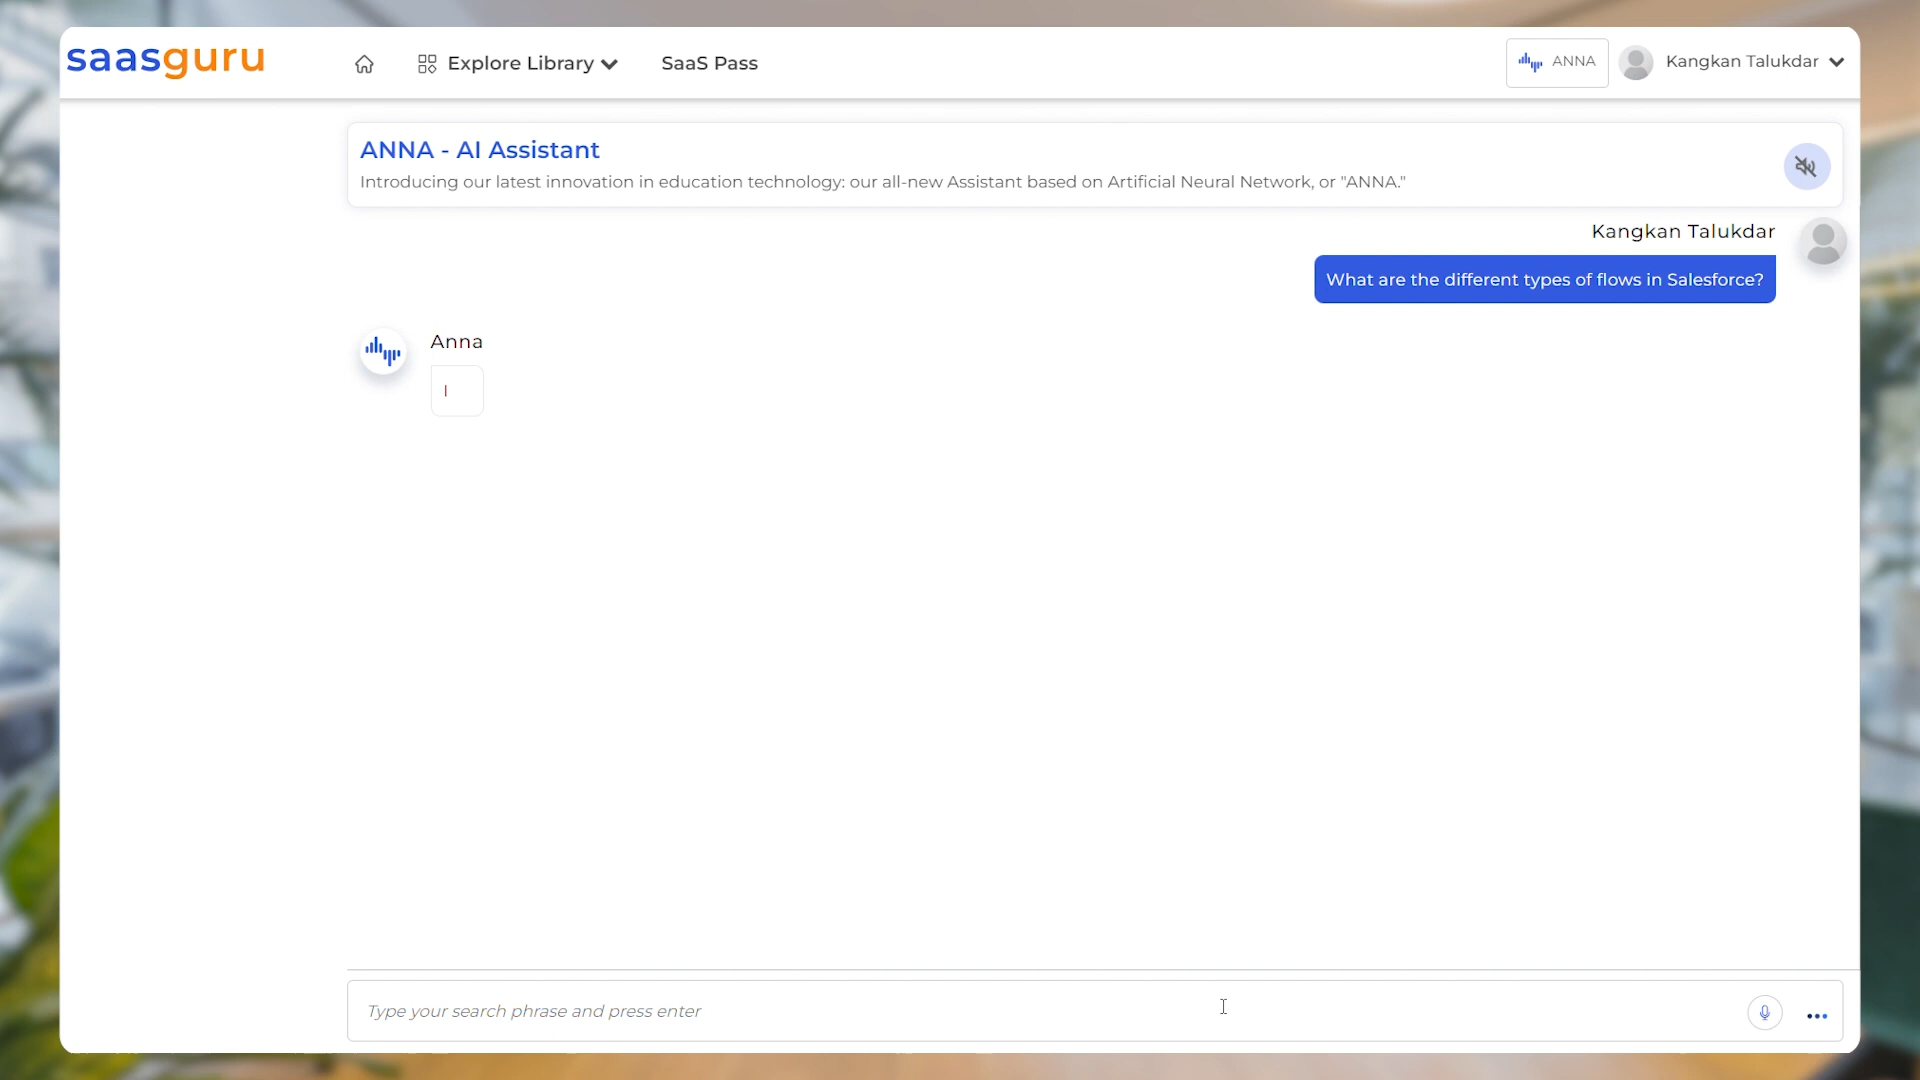 saasguru
Explore Library
SaaS Pass
ANNA
Kangkan Talukdar
ANNA - AI Assistant
Introducing our latest innovation in education technology: our all-new Assistant based on Artificial Neural Network, or "ANNA."
Kangkan Talukdar
What are the different types of flows in Salesforce?
Anna
Type your search phrase and press enter